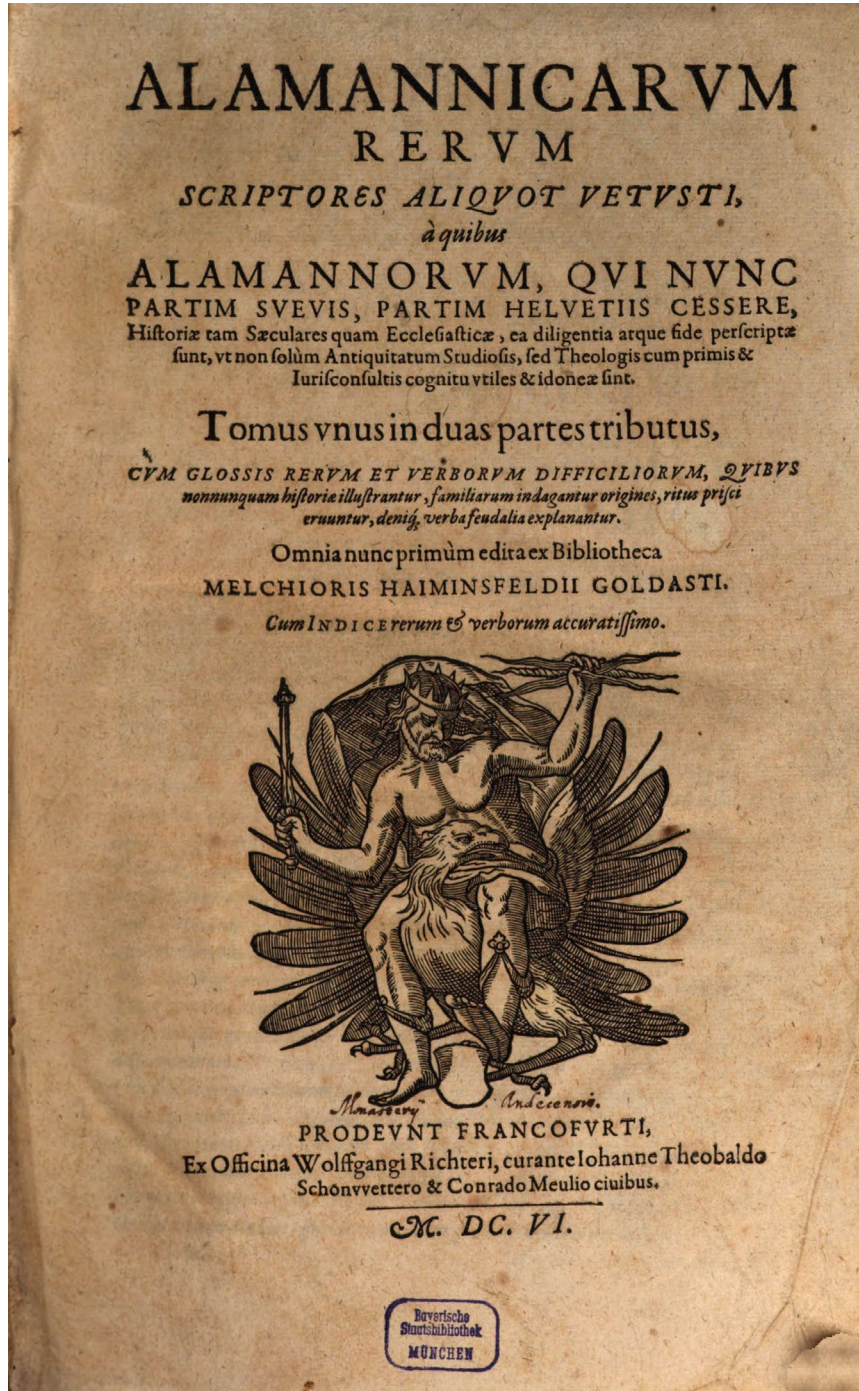 ALAMANNICARVM
RERVM
SCRIPTORES ALIQVOT VETVSTI,
à quibus
ALAMANNORVM, QVI NVNC
PARTIM SVEVIS, PARTIM HELVETIIS CESSERE,
Hiſtoriæ tam Sæculares quam Eccleſiaſticæ, ea diligentia atque fide perſcriptæ
ſunt, vt non ſolùm Antiquitatum Studioſis, ſed Theologis cum primis &
Iuriſconſultis cognitu vtiles & idoneæ ſint.
Tomus vnus in duas partes tributus,
CVM GLOSSIS RERVM ET VERBORVM DIFFICILIORVM, QVIBVS
nonnunquam hiſtoriæ illuſtrantur, familiarum indagantur origines, ritus priſci
eruuntur, deniq́; verba feudalia explanantur.
Omnia nunc primùm edita ex Bibliotheca
MELCHIORIS HAIMINSFELDII GOLDASTI.
Cum INDICE rerum & verborum accuratiſſimo.
Monasterij Andecensis.
PRODEVNT FRANCOFVRTI,
Ex Officina Wolffgangi Richteri, curante Iohanne Theobaldo
Schönvvettero & Conrado Meulio ciuibus.
M. DC. VI.
Bayerische
Staatsbibliothek
MÜNCHEN